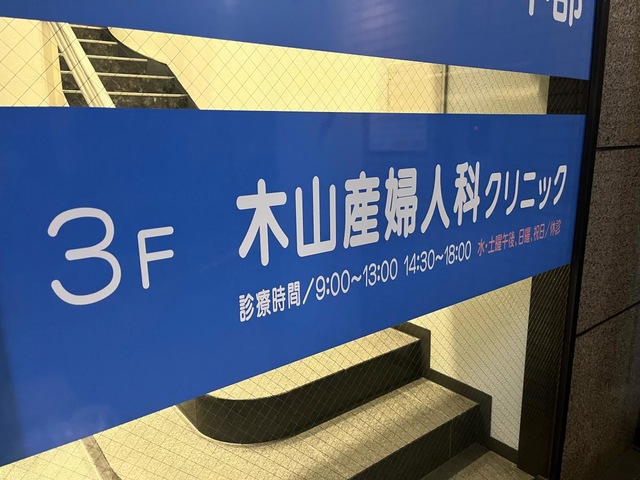 3F
木山産婦人科クリニック
診療時間/9:00~13:00 14:30~18:00 水・土曜午後、日曜、祝日/休診